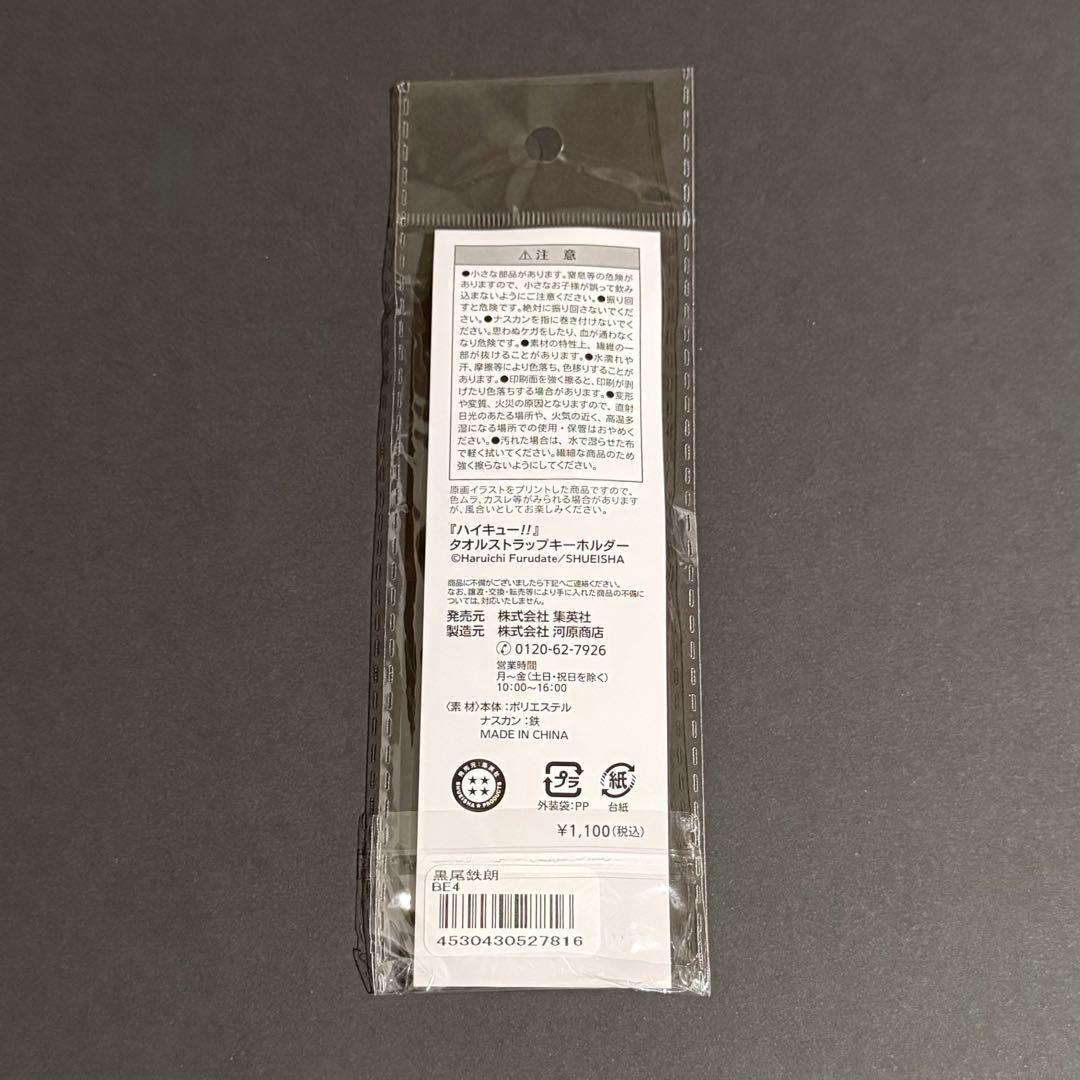 ⚠注 意
●小さな部品があります。窒息等の危険が
ありますので、小さなお子様が誤って飲み
込まないようにご注意ください。●振り回
すと危険です。絶対に振り回さないでくだ
さい。●ナスカンを指に巻き付けないでく
ださい。思わぬケガをしたり、血が通わなく
なり危険です。●素材の特性上、繊維の一
部が抜けることがあります。●水濡れや
汗、摩擦等により色落ち、色移りすることが
あります。●印刷面を強く擦ると、印刷が剥
げたり色落ちする場合があります。●変形
や変質、火災の原因となりますので、直射
日光のあたる場所や、火気の近く、高温多
湿になる場所での使用・保管はおやめく
ださい。●汚れた場合は、水で湿らせた布
で軽く拭いてください。繊細な商品のため
強く擦らないようにしてください。
原画イラストをプリントした商品ですので、
色ムラ、カスレ等がみられる場合があります
が、風合いとしてお楽しみください。
『ハイキュー!!』
タオルストラップキーホルダー
©Haruichi Furudate/SHUEISHA
商品に不備がございましたら下記へご連絡ください。
なお、譲渡・交換・転売等により手に入れた商品の不備に
ついては、対応いたしません。
発売元 株式会社 集英社
製造元 株式会社 河原商店
0120-62-7926
営業時間
月〜金(土日・祝日を除く)
10:00〜16:00
〈素 材〉本体：ポリエステル
ナスカン：鉄
MADE IN CHINA
発売元：集英社
SHUEISHA★PRODUCTS
プラ
紙
外装袋：PP 台紙
¥1,100(税込)
黒尾鉄朗
BE4
4530430527816